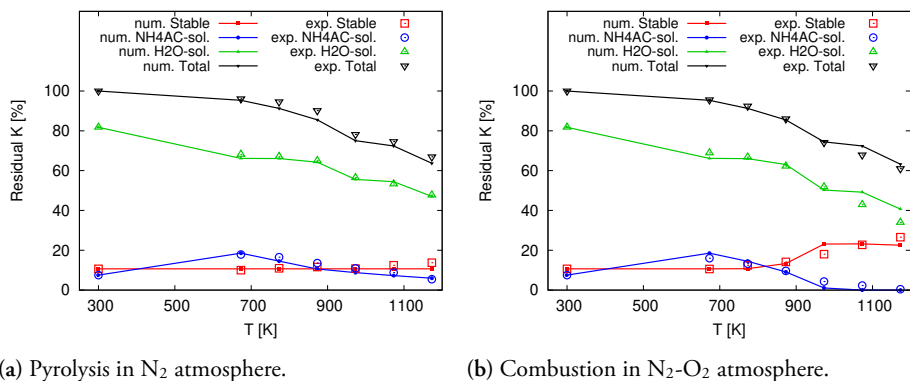 num. Stable exp. Stable
num. NH4AC-sol. exp. NH4AC-sol.
num. H2O-sol. exp. H2O-sol.
num. Total exp. Total
Residual K [%]
100
80
60
40
20
0
300 500 700 900 1100
T [K]
(a) Pyrolysis in N₂ atmosphere.
num. Stable exp. Stable
num. NH4AC-sol. exp. NH4AC-sol.
num. H2O-sol. exp. H2O-sol.
num. Total exp. Total
Residual K [%]
100
80
60
40
20
0
300 500 700 900 1100
T [K]
(b) Combustion in N₂-O₂ atmosphere.